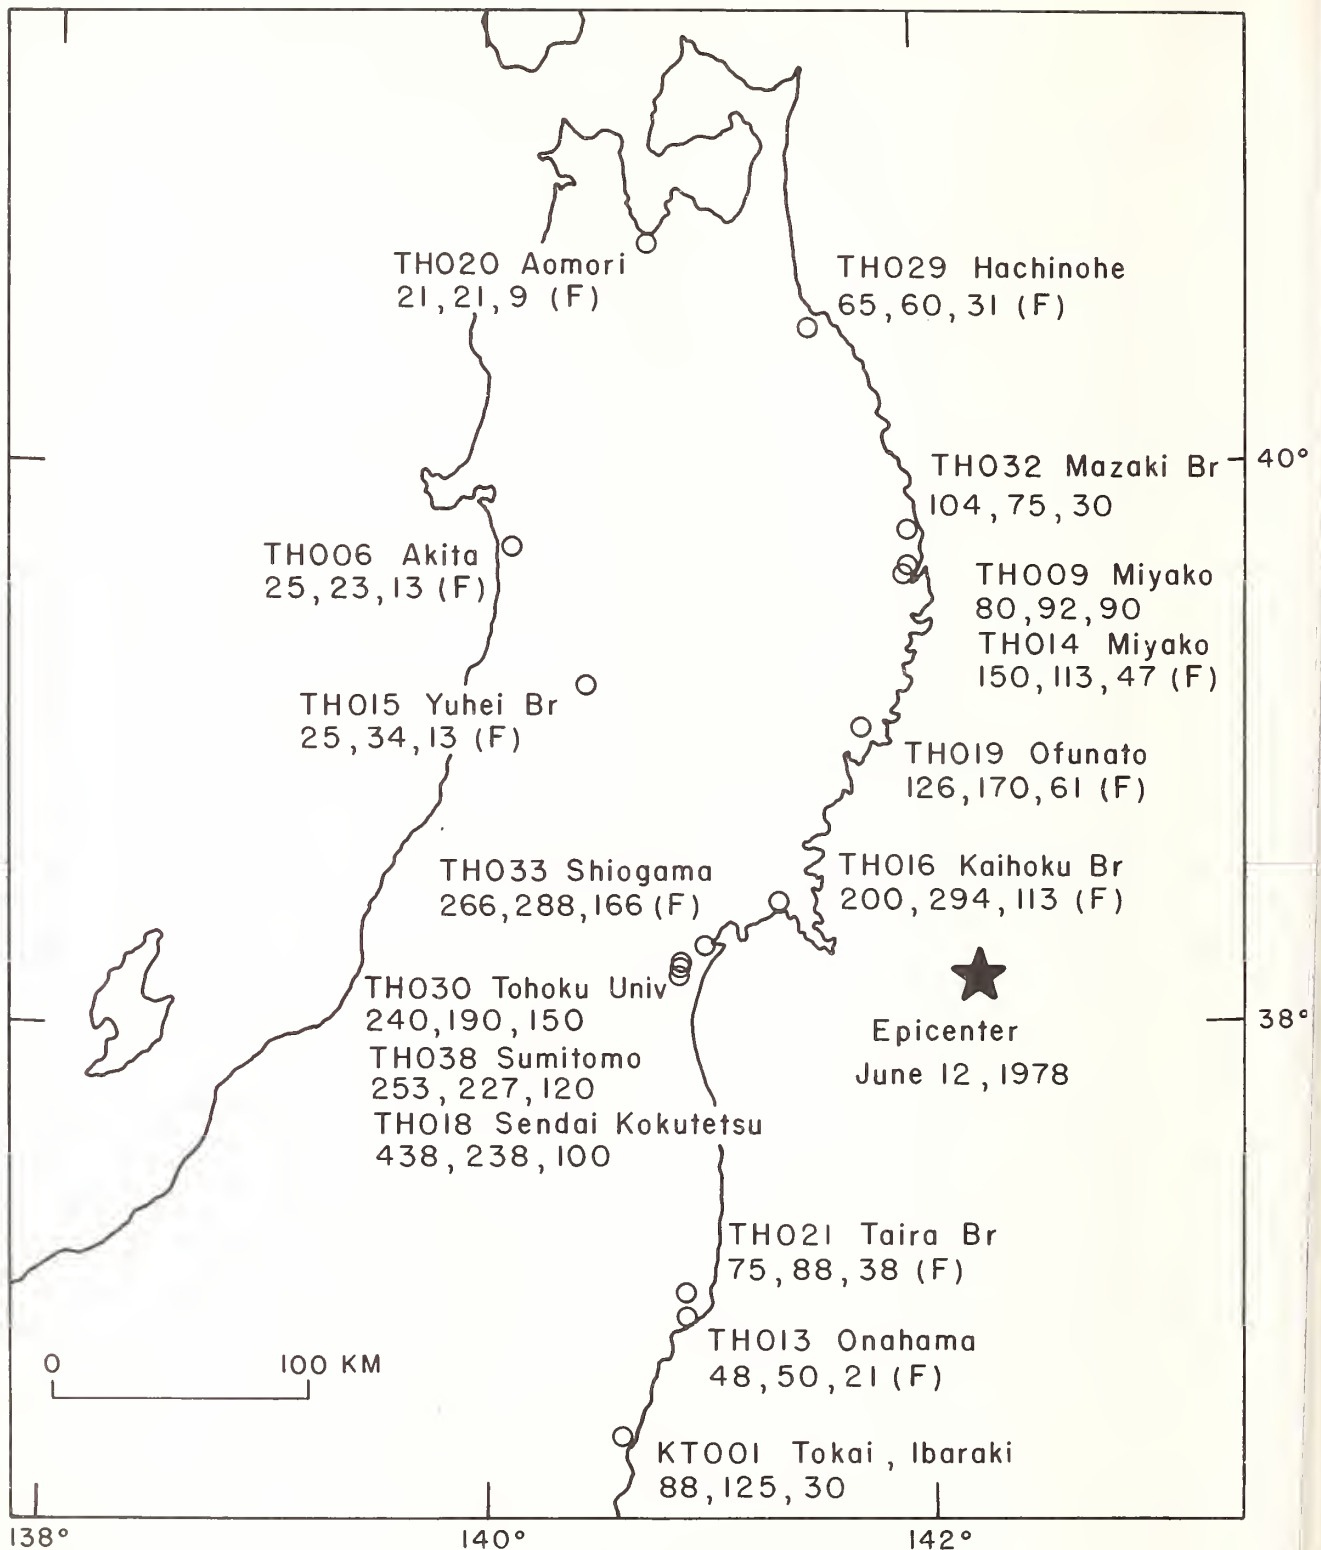 TH020 Aomori
21, 21, 9 (F)
TH029 Hachinohe
65, 60, 31 (F)
TH032 Mazaki Br
104, 75, 30
40°
TH006 Akita
25, 23, 13 (F)
TH009 Miyako
80, 92, 90
TH014 Miyako
150, 113, 47 (F)
TH015 Yuhei Br
25, 34, 13 (F)
TH019 Ofunato
126, 170, 61 (F)
TH033 Shiogama
266, 288, 166 (F)
TH016 Kaihoku Br
200, 294, 113 (F)
TH030 Tohoku Univ
240, 190, 150
TH038 Sumitomo
253, 227, 120
TH018 Sendai Kokutetsu
438, 238, 100
38°
Epicenter
June 12, 1978
TH021 Taira Br
75, 88, 38 (F)
TH013 Onahama
48, 50, 21 (F)
0 100 KM
KT001 Tokai, Ibaraki
88, 125, 30
138° 140° 142°